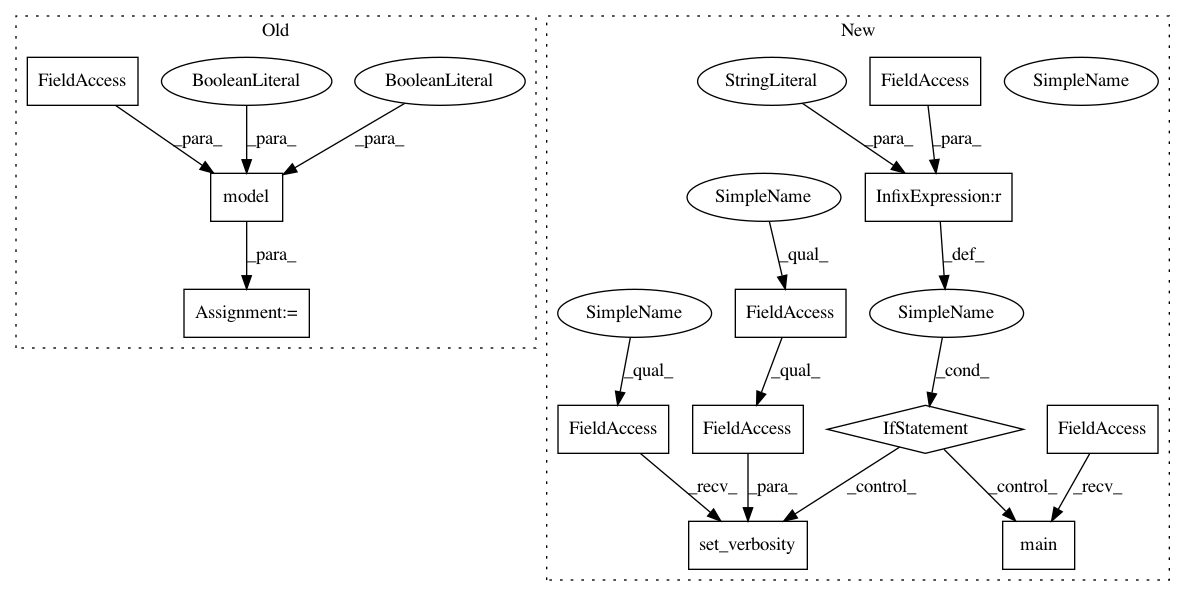 Old
New
FieldAccess
BooleanLiteral
BooleanLiteral
StringLiteral
FieldAccess
SimpleName
_para_
_para_
_para_
_para_
_para_
model
SimpleName
InfixExpression:r
_para_
_qual_
_def_
Assignment:=
SimpleName
FieldAccess
SimpleName
_qual_
_qual_
_cond_
FieldAccess
FieldAccess
IfStatement
FieldAccess
_recv_
_para_
_control_
_control_
_recv_
set_verbosity
main